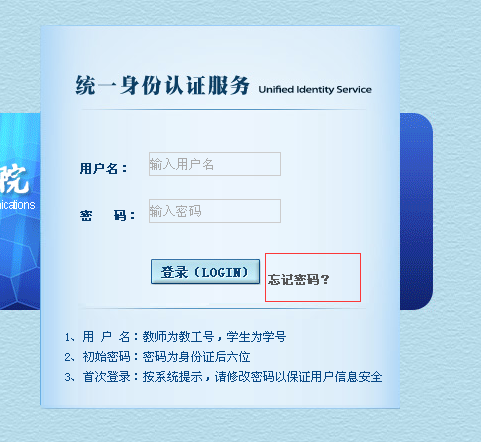 统一身份认证服务 Unified Identity Service
院
用户名： 输入用户名
nications
密 码： 输入密码
登录（LOGIN） 忘记密码？
1、用 户 名：教师为教工号，学生为学号
2、初始密码：密码为身份证后六位
3、首次登录：按系统提示，请修改密码以保证用户信息安全